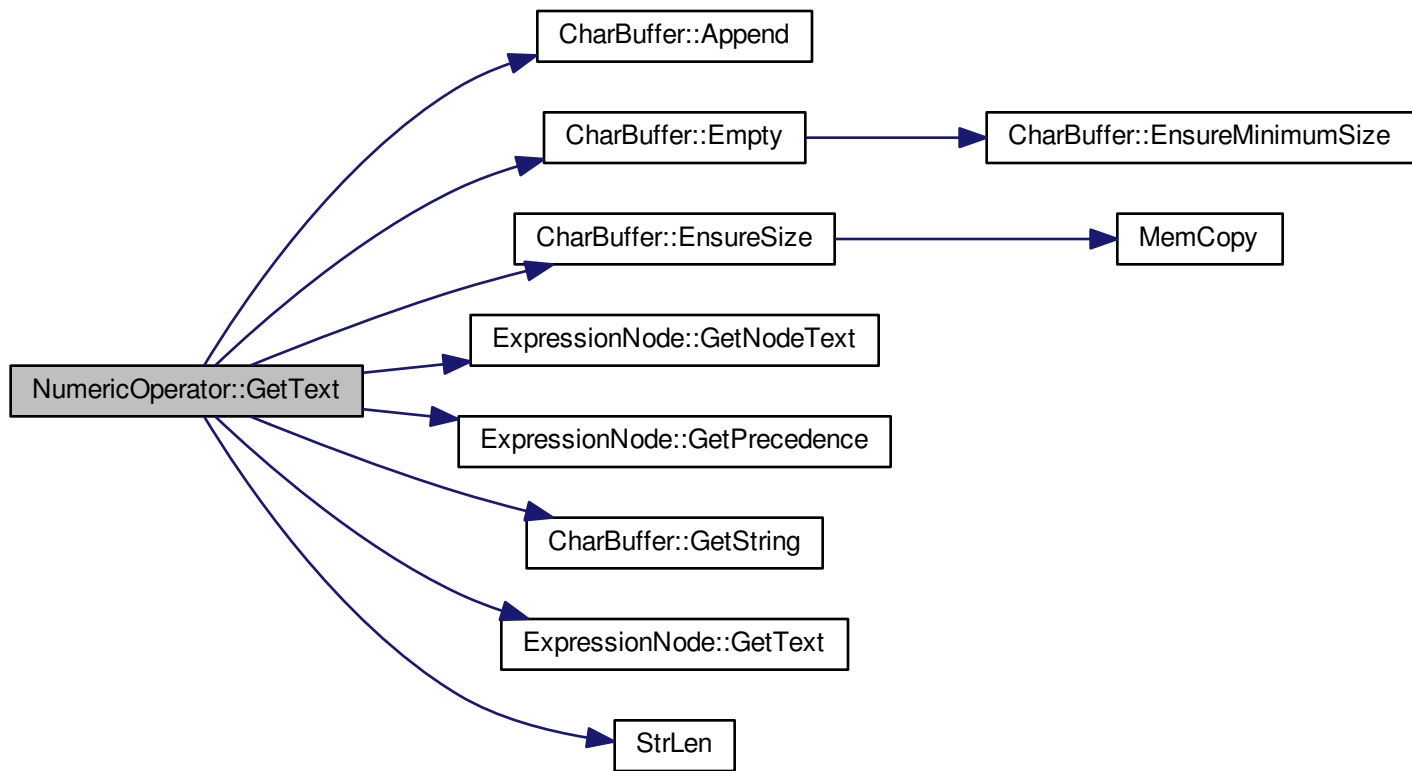 CharBuffer::Append
CharBuffer::Empty
CharBuffer::EnsureMinimumSize
CharBuffer::EnsureSize
MemCopy
ExpressionNode::GetNodeText
NumericOperator::GetText
ExpressionNode::GetPrecedence
CharBuffer::GetString
ExpressionNode::GetText
StrLen